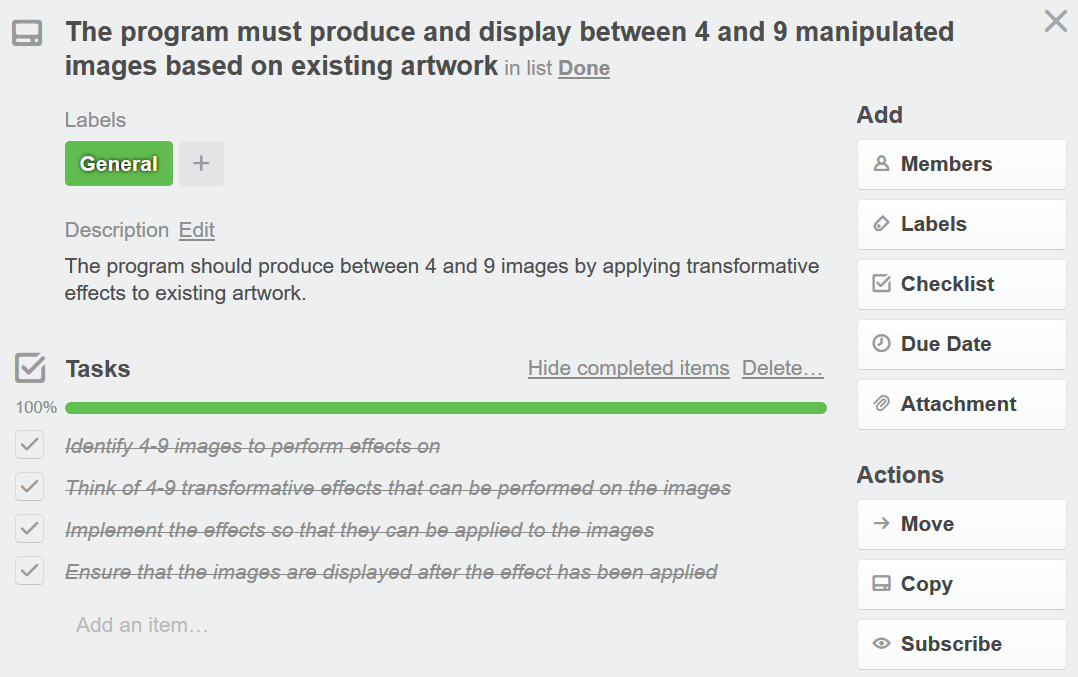 The program must produce and display between 4 and 9 manipulated
images based on existing artwork in list Done
Labels
General
+
Description Edit
The program should produce between 4 and 9 images by applying transformative
effects to existing artwork.
Tasks
Hide completed items Delete…
100%
Identify 4-9 images to perform effects on
Think of 4-9 transformative effects that can be performed on the images
Implement the effects so that they can be applied to the images
Ensure that the images are displayed after the effect has been applied
Add an item…
Add
Members
Labels
Checklist
Due Date
Attachment
Actions
Move
Copy
Subscribe